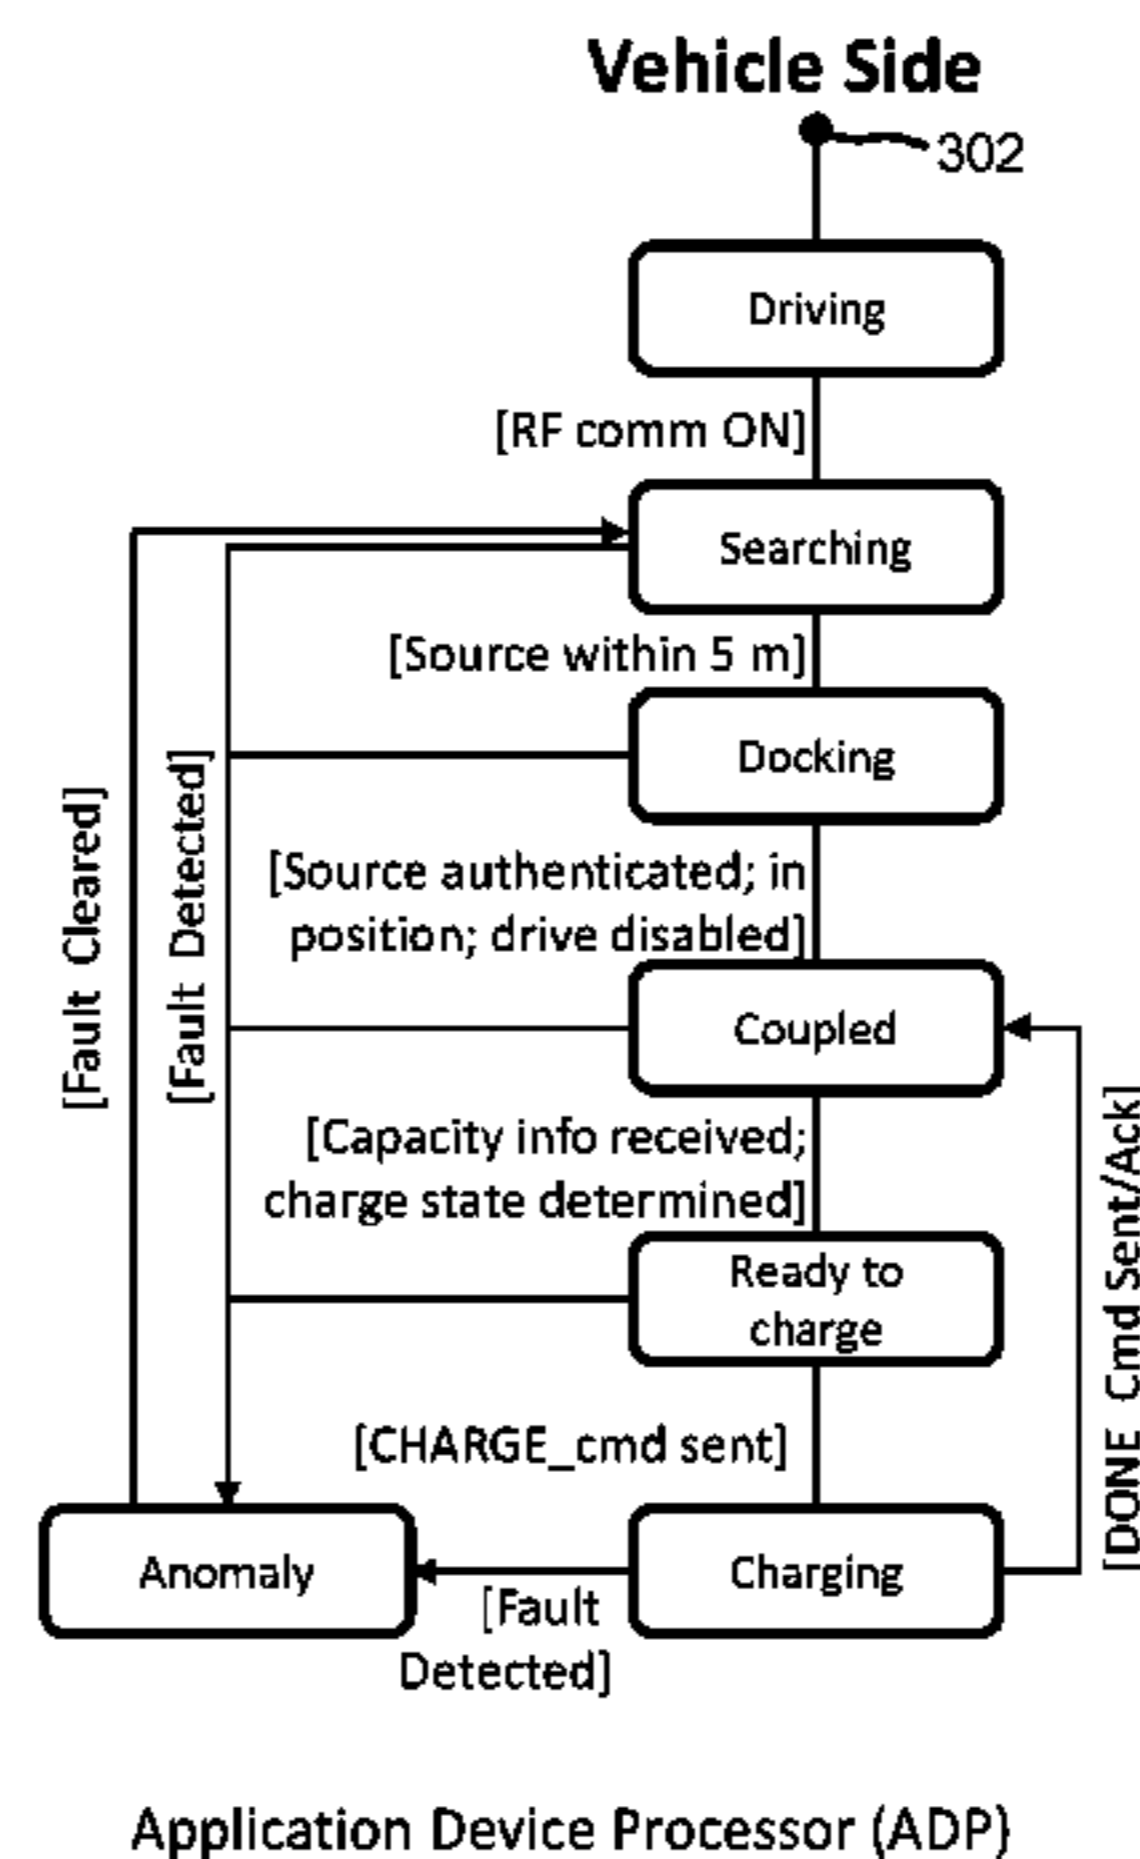 Vehicle Side
302
Driving
[RF comm ON]
Searching
[Source within 5 m]
Docking
[Fault Cleared]
[Fault Detected]
[Source authenticated; in
position; drive disabled]
Coupled
[Capacity info received;
charge state determined]
Ready to
charge
[DONE Cmd Sent/Ack]
[CHARGE_cmd sent]
Anomaly
Charging
[Fault
Detected]
Application Device Processor (ADP)